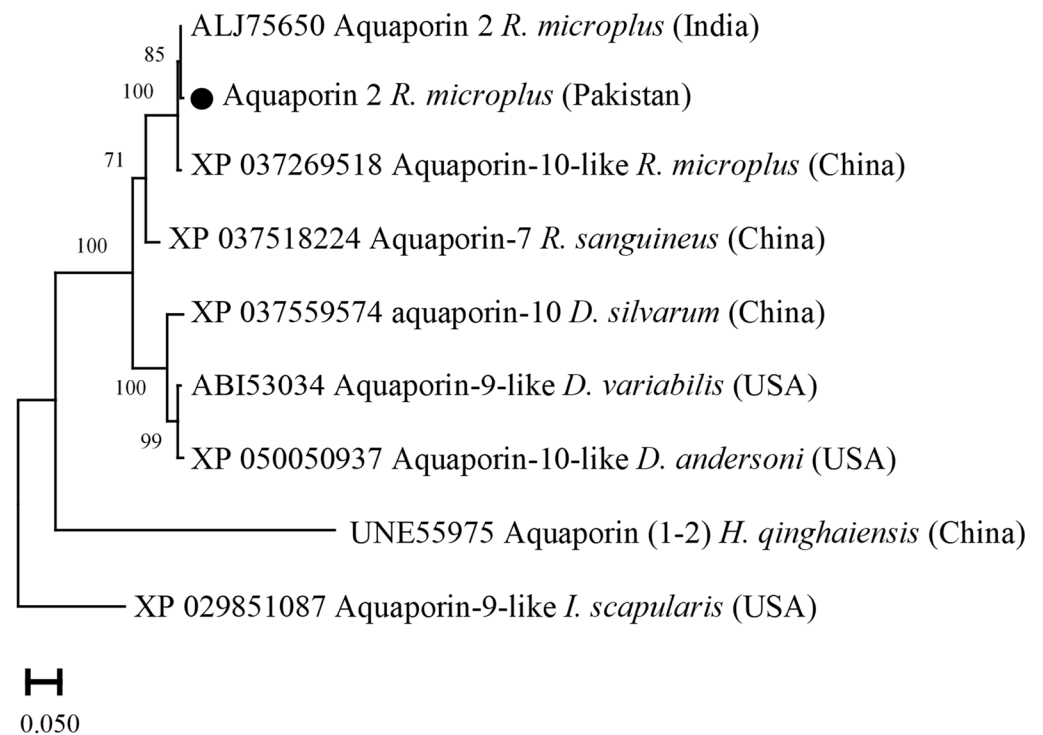 ALJ75650 Aquaporin 2 R. microplus (India)
85
100
Aquaporin 2 R. microplus (Pakistan)
71
XP 037269518 Aquaporin-10-like R. microplus (China)
100
XP 037518224 Aquaporin-7 R. sanguineus (China)
XP 037559574 aquaporin-10 D. silvarum (China)
100
ABI53034 Aquaporin-9-like D. variabilis (USA)
99
XP 050050937 Aquaporin-10-like D. andersoni (USA)
UNE55975 Aquaporin (1-2) H. qinghaiensis (China)
XP 029851087 Aquaporin-9-like I. scapularis (USA)
0.050